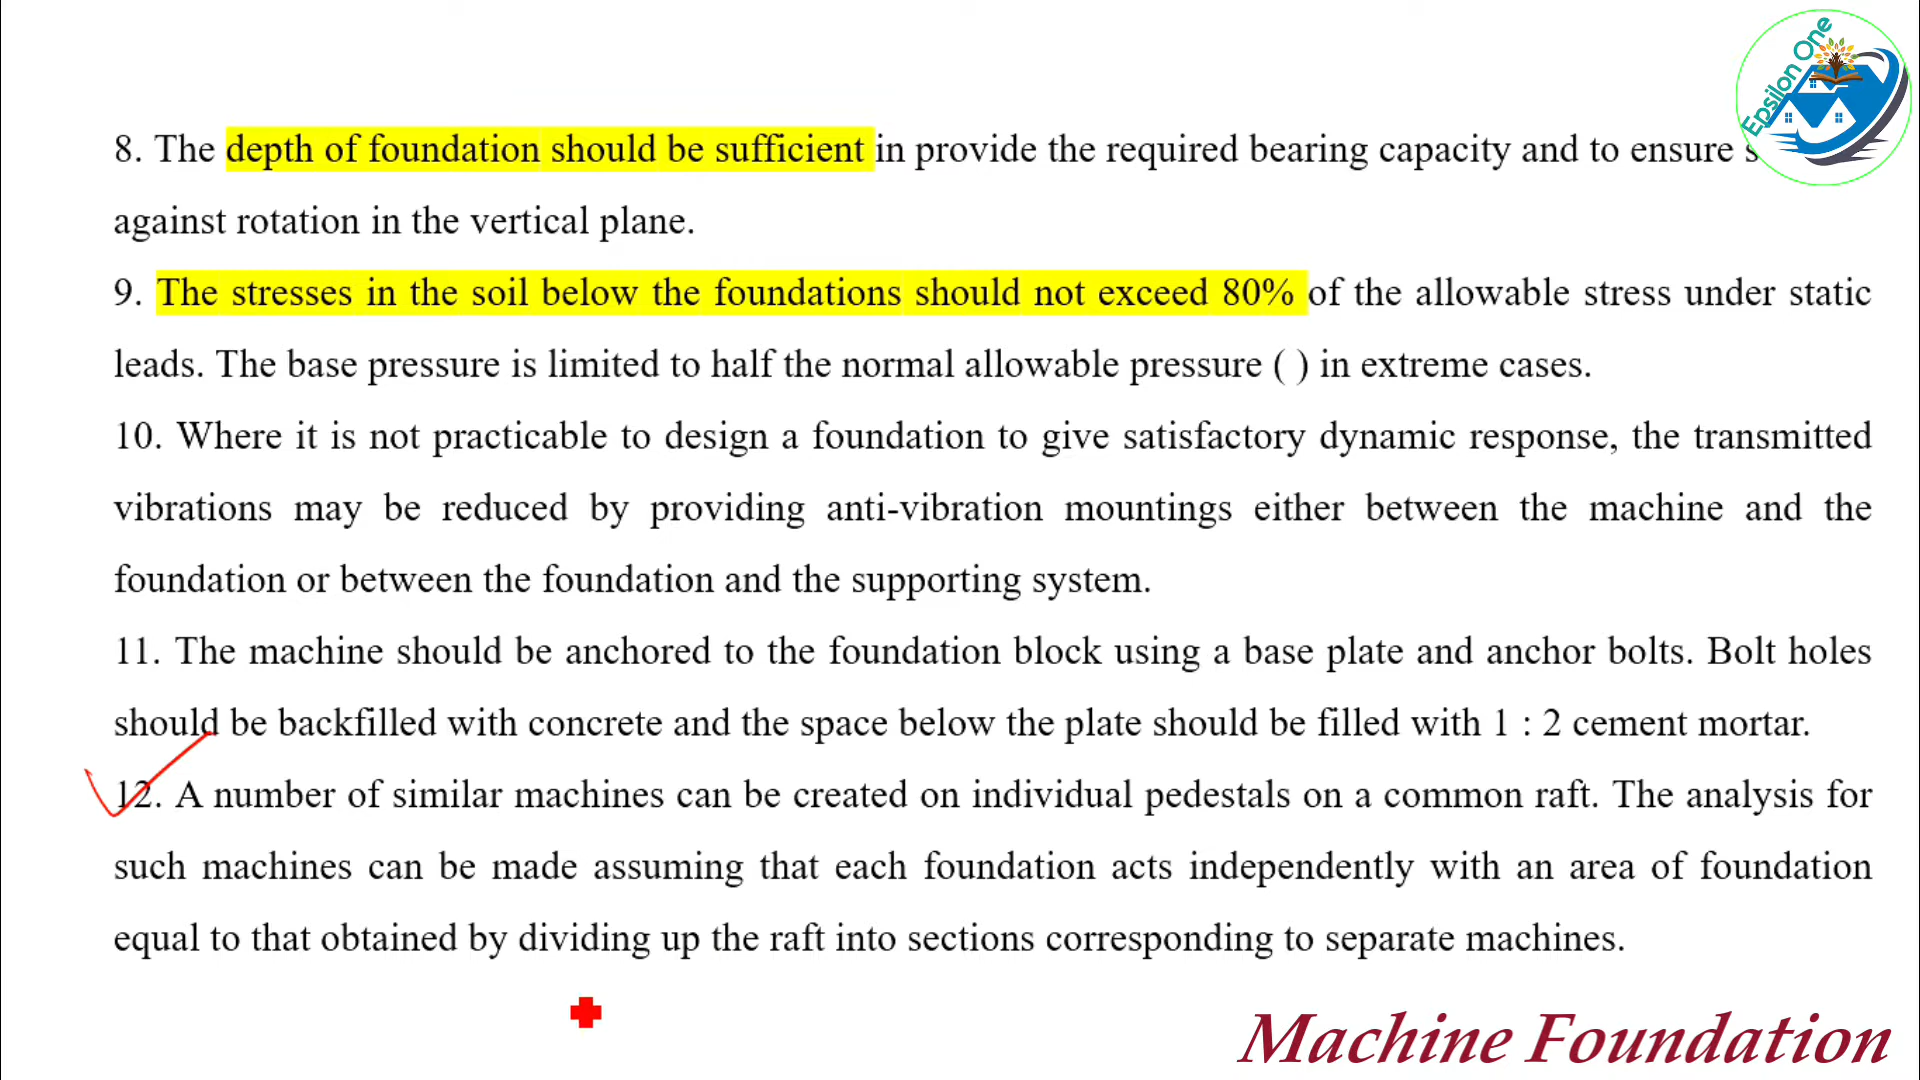 Epsilon One
8. The depth of foundation should be sufficient in provide the required bearing capacity and to ensure
against rotation in the vertical plane.
9. The stresses in the soil below the foundations should not exceed 80% of the allowable stress under static
leads. The base pressure is limited to half the normal allowable pressure ( ) in extreme cases.
10. Where it is not practicable to design a foundation to give satisfactory dynamic response, the transmitted
vibrations may be reduced by providing anti-vibration mountings either between the machine and the
foundation or between the foundation and the supporting system.
11. The machine should be anchored to the foundation block using a base plate and anchor bolts. Bolt holes
should be backfilled with concrete and the space below the plate should be filled with 1 : 2 cement mortar.
12. A number of similar machines can be created on individual pedestals on a common raft. The analysis for
such machines can be made assuming that each foundation acts independently with an area of foundation
equal to that obtained by dividing up the raft into sections corresponding to separate machines.
Machine Foundation